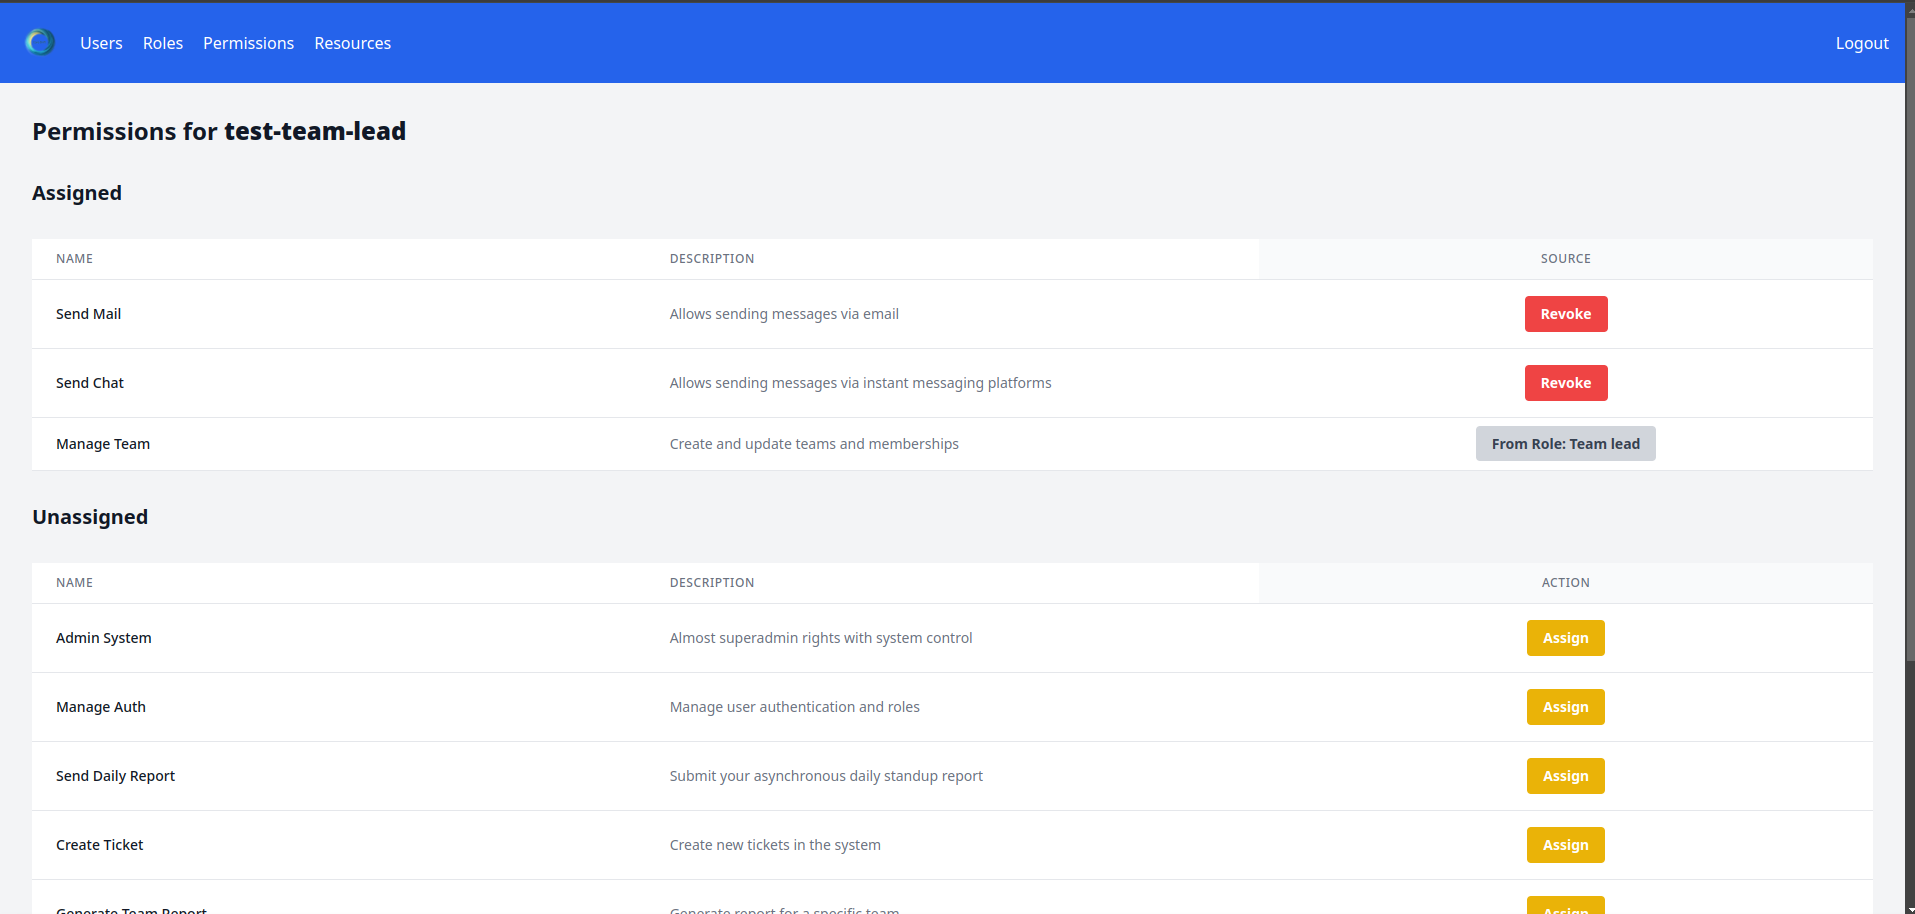 Users Roles Permissions Resources Logout
Permissions for test-team-lead
Assigned
NAME DESCRIPTION SOURCE
Send Mail Allows sending messages via email Revoke
Send Chat Allows sending messages via instant messaging platforms Revoke
Manage Team Create and update teams and memberships From Role: Team lead
Unassigned
NAME DESCRIPTION ACTION
Admin System Almost superadmin rights with system control Assign
Manage Auth Manage user authentication and roles Assign
Send Daily Report Submit your asynchronous daily standup report Assign
Create Ticket Create new tickets in the system Assign
Generate Team Report Generate report for a specific team Assign